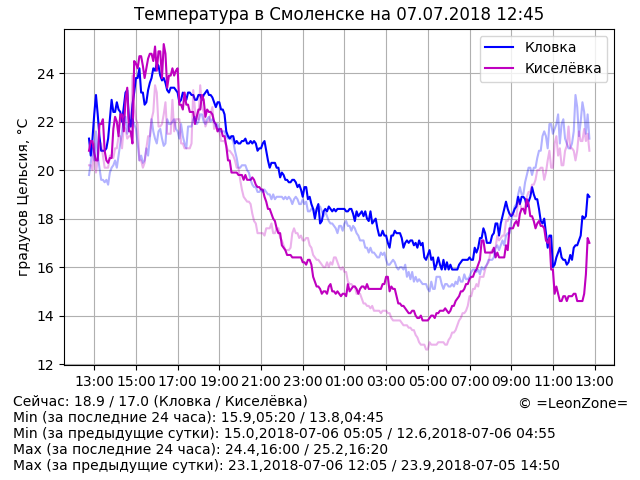 Температура в Смоленске на 07.07.2018 12:45
Кловка
Киселёвка
градусов Цельсия, °C
24
22
20
18
16
14
12
13:00 15:00 17:00 19:00 21:00 23:00 01:00 03:00 05:00 07:00 09:00 11:00 13:00
Сейчас: 18.9 / 17.0 (Кловка / Киселёвка)
© =LeonZone=
Min (за последние 24 часа): 15.9,05:20 / 13.8,04:45
Min (за предыдущие сутки): 15.0,2018-07-06 05:05 / 12.6,2018-07-06 04:55
Max (за последние 24 часа): 24.4,16:00 / 25.2,16:20
Max (за предыдущие сутки): 23.1,2018-07-06 12:05 / 23.9,2018-07-05 14:50